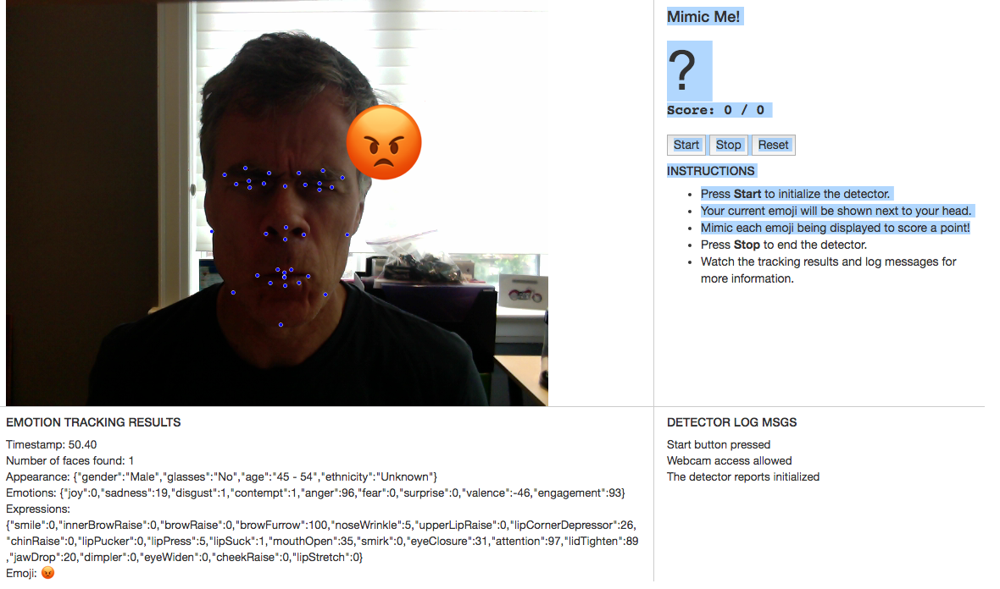 Mimic Me!
?
Score: 0 / 0
Start Stop Reset
INSTRUCTIONS
• Press Start to initialize the detector.
• Your current emoji will be shown next to your head.
• Mimic each emoji being displayed to score a point!
• Press Stop to end the detector.
• Watch the tracking results and log messages for
more information.
EMOTION TRACKING RESULTS
Timestamp: 50.40
Number of faces found: 1
Appearance: {"gender":"Male","glasses":"No","age":"45 - 54","ethnicity":"Unknown"}
Emotions: {"joy":0,"sadness":19,"disgust":1,"contempt":1,"anger":96,"fear":0,"surprise":0,"valence":-46,"engagement":93}
Expressions:
{"smile":0,"innerBrowRaise":0,"browRaise":0,"browFurrow":100,"noseWrinkle":5,"upperLipRaise":0,"lipCornerDepressor":26,
"chinRaise":0,"lipPucker":0,"lipPress":5,"lipSuck":1,"mouthOpen":35,"smirk":0,"eyeClosure":31,"attention":97,"lidTighten":89
,"jawDrop":20,"dimpler":0,"eyeWiden":0,"cheekRaise":0,"lipStretch":0}
Emoji: 😡
DETECTOR LOG MSGS
Start button pressed
Webcam access allowed
The detector reports initialized